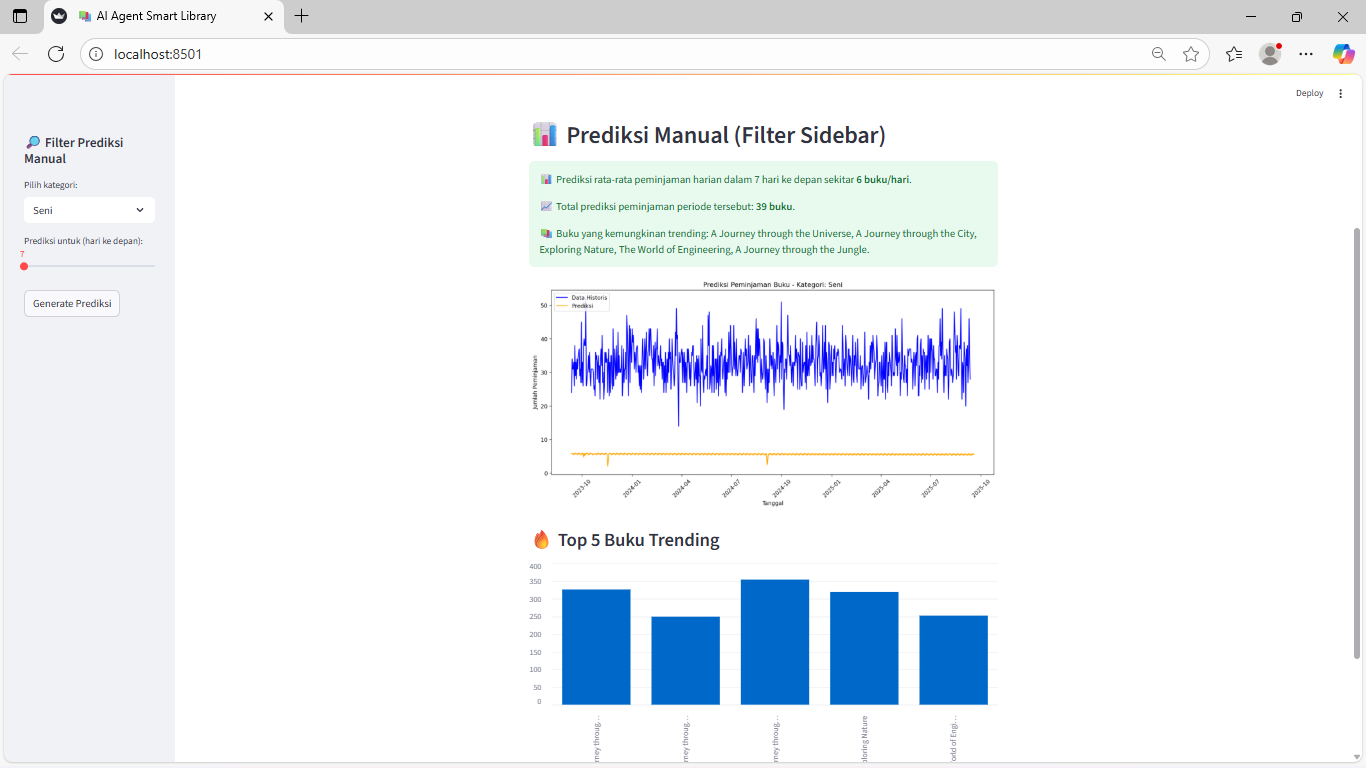 AI Agent Smart Library
localhost:8501
Deploy
Filter Prediksi
Manual
Pilih kategori:
Seni
Prediksi untuk (hari ke depan):
7
Generate Prediksi
Prediksi Manual (Filter Sidebar)
Prediksi rata-rata peminjaman harian dalam 7 hari ke depan sekitar 6 buku/hari.
Total prediksi peminjaman periode tersebut: 39 buku.
Buku yang kemungkinan trending: A Journey through the Universe, A Journey through the City,
Exploring Nature, The World of Engineering, A Journey through the Jungle.
Prediksi Peminjaman Buku - Kategori: Seni
Data Historis
Prediksi
Jumlah Peminjaman
50
40
30
20
10
0
2023-10
2024-01
2024-04
2024-07
2024-10
2025-01
2025-04
2025-07
2025-10
Tanggal
Top 5 Buku Trending
400
350
300
250
200
150
100
50
0
rney throug…
rney throug…
rney throug…
ploring Nature
orld of Engi…